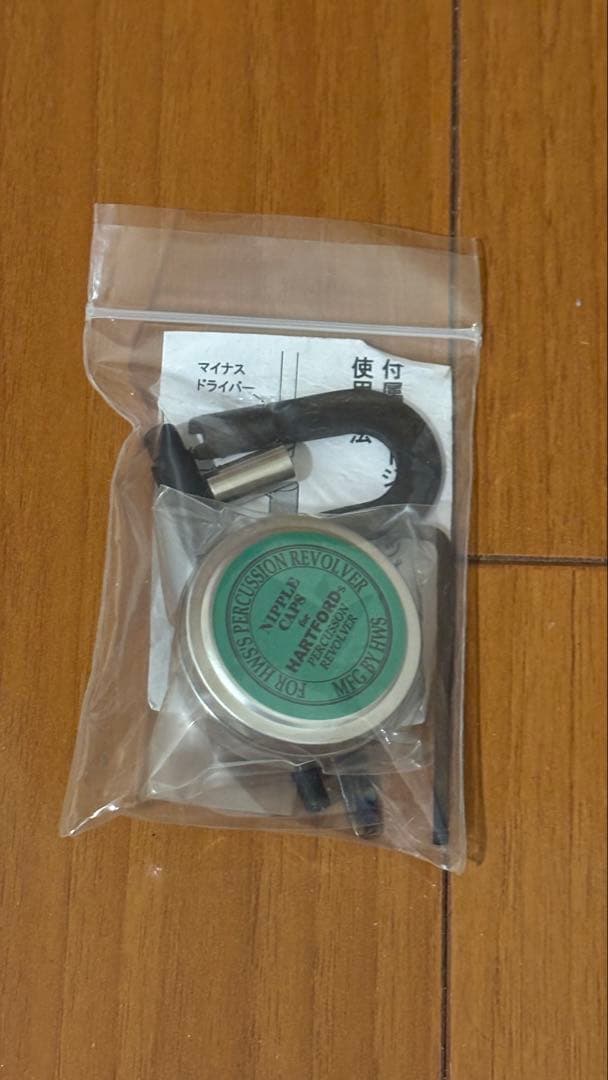 マイナス
ドライバー
付属
使用
法
FOR HWS'S PERCUSSION REVOLVER
NIPPLE
CAPS
for
HARTFORD's
PERCUSSION
REVOLVER
MFG BY HWS